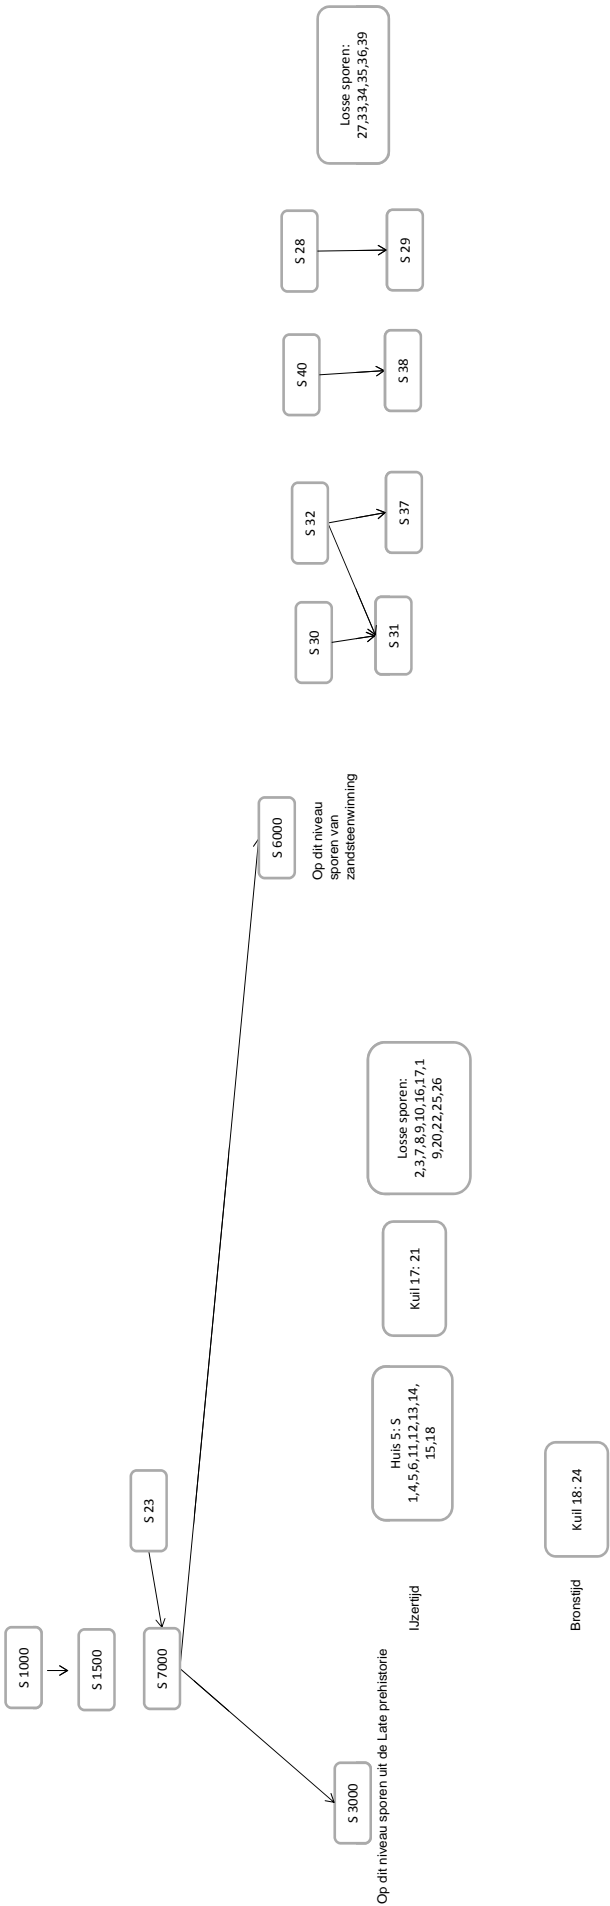 S 1000
S 1500
S 7000
S 23
S 6000
Op dit niveau
sporen van
zandsteenwinning
S 30
S 32
S 40
S 28
S 31
S 37
S 38
S 29
Losse sporen:
27,33,34,35,36,39
S 3000
Op dit niveau sporen uit de Late prehistorie
IJzertijd
Huis 5: S
1,4,5,6,11,12,13,14,
15,18
Kuil 17: 21
Losse sporen:
2,3,7,8,9,10,16,17,1
9,20,22,25,26
Bronstijd
Kuil 18: 24